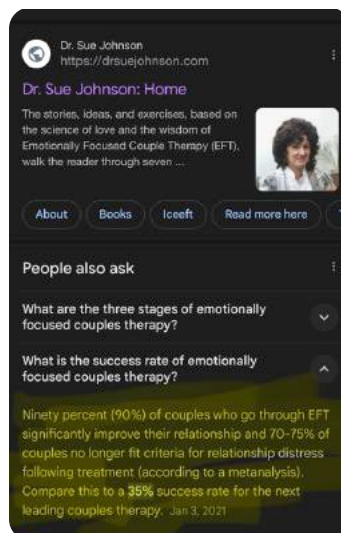 Dr. Sue Johnson
https://drsuejohnson.com
Dr. Sue Johnson: Home
The stories, ideas, and exercises, based on
the science of love and the wisdom of
Emotionally Focused Couple Therapy (EFT),
walk the reader through seven ...
About Books Iceeft Read more here
People also ask
What are the three stages of emotionally
focused couples therapy?
What is the success rate of emotionally
focused couples therapy?
Ninety percent (90%) of couples who go through EFT
significantly improve their relationship and 70-75% of
couples no longer fit criteria for relationship distress
following treatment (according to a metanalysis).
Compare this to a 35% success rate for the next
leading couples therapy. Jan 3, 2021